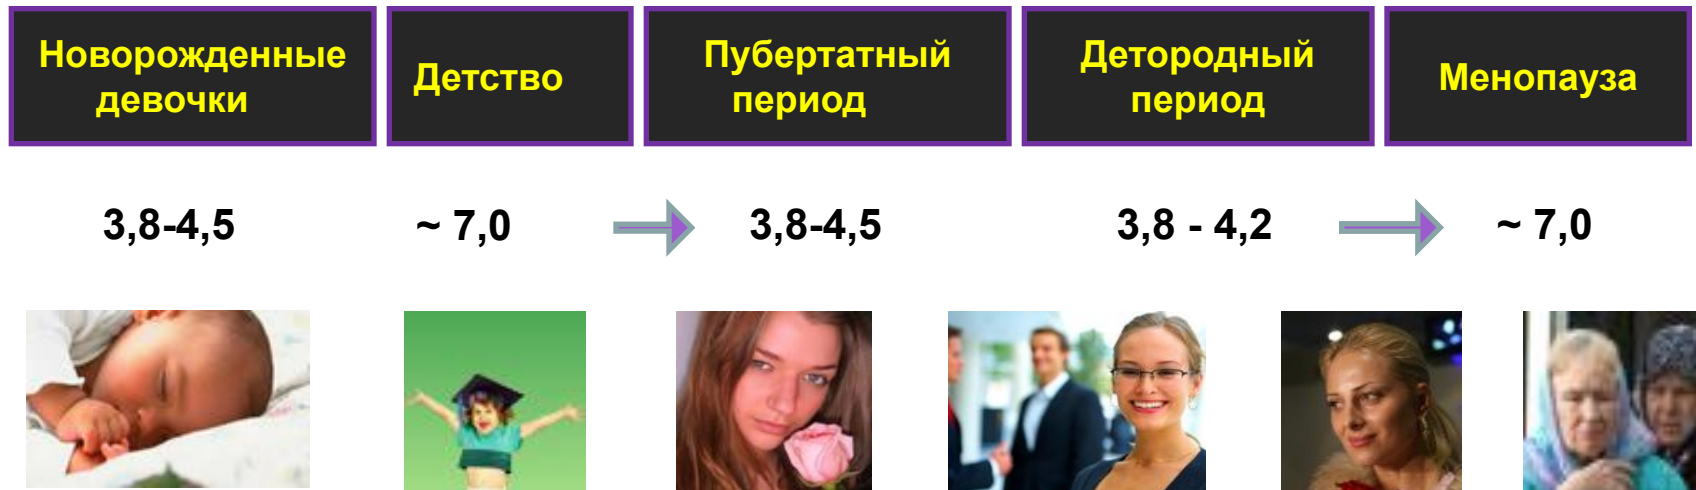 Новорожденные
девочки
Детство
Пубертатный
период
Детородный
период
Менопауза
3,8-4,5
~ 7,0
3,8-4,5
3,8 - 4,2
~ 7,0